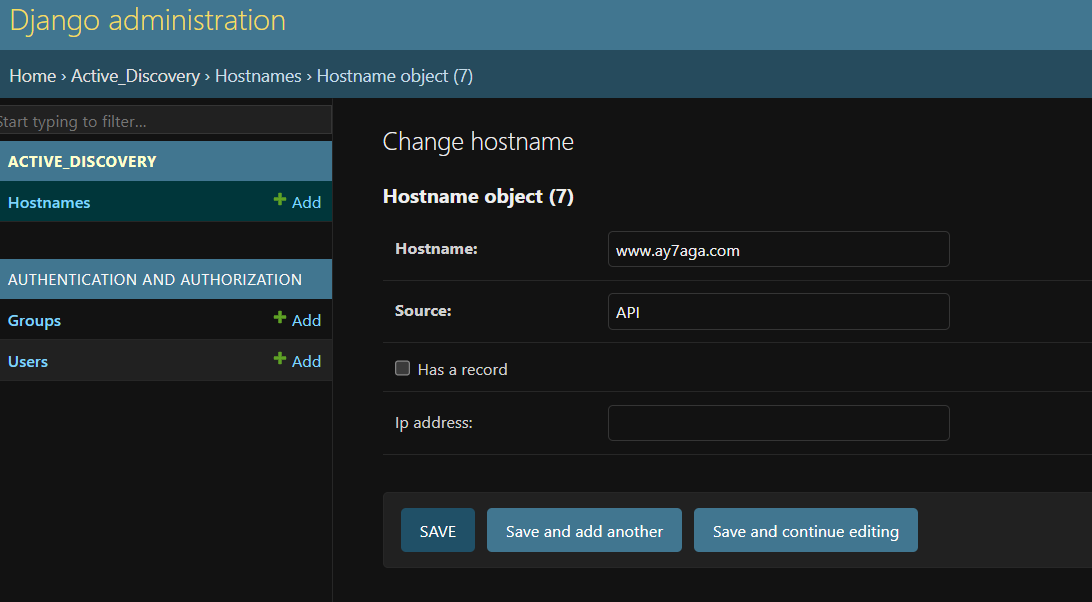 Django administration
Home › Active_Discovery › Hostnames › Hostname object (7)
Start typing to filter...
ACTIVE_DISCOVERY
Hostnames + Add
AUTHENTICATION AND AUTHORIZATION
Groups + Add
Users + Add
Change hostname
Hostname object (7)
Hostname: www.ay7aga.com
Source: API
Has a record
Ip address:
SAVE Save and add another Save and continue editing